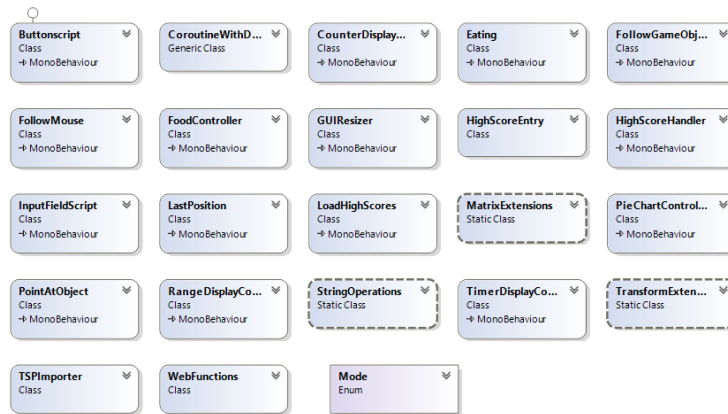 Buttonscript
Class
MonoBehaviour
CoroutineWithD...
Generic Class
CounterDisplay...
Class
MonoBehaviour
Eating
Class
MonoBehaviour
FollowGameObj...
Class
MonoBehaviour
FollowMouse
Class
MonoBehaviour
FoodController
Class
MonoBehaviour
GUIResizer
Class
MonoBehaviour
HighScoreEntry
Class
HighScoreHandler
Class
MonoBehaviour
InputFieldScript
Class
MonoBehaviour
LastPosition
Class
MonoBehaviour
LoadHighScores
Class
MonoBehaviour
MatrixExtensions
Static Class
PieChartControl...
Class
MonoBehaviour
PointAtObject
Class
MonoBehaviour
RangeDisplayCo...
Class
MonoBehaviour
StringOperations
Static Class
TimerDisplayCo...
Class
MonoBehaviour
TransformExten...
Static Class
TSPImporter
Class
WebFunctions
Class
Mode
Enum